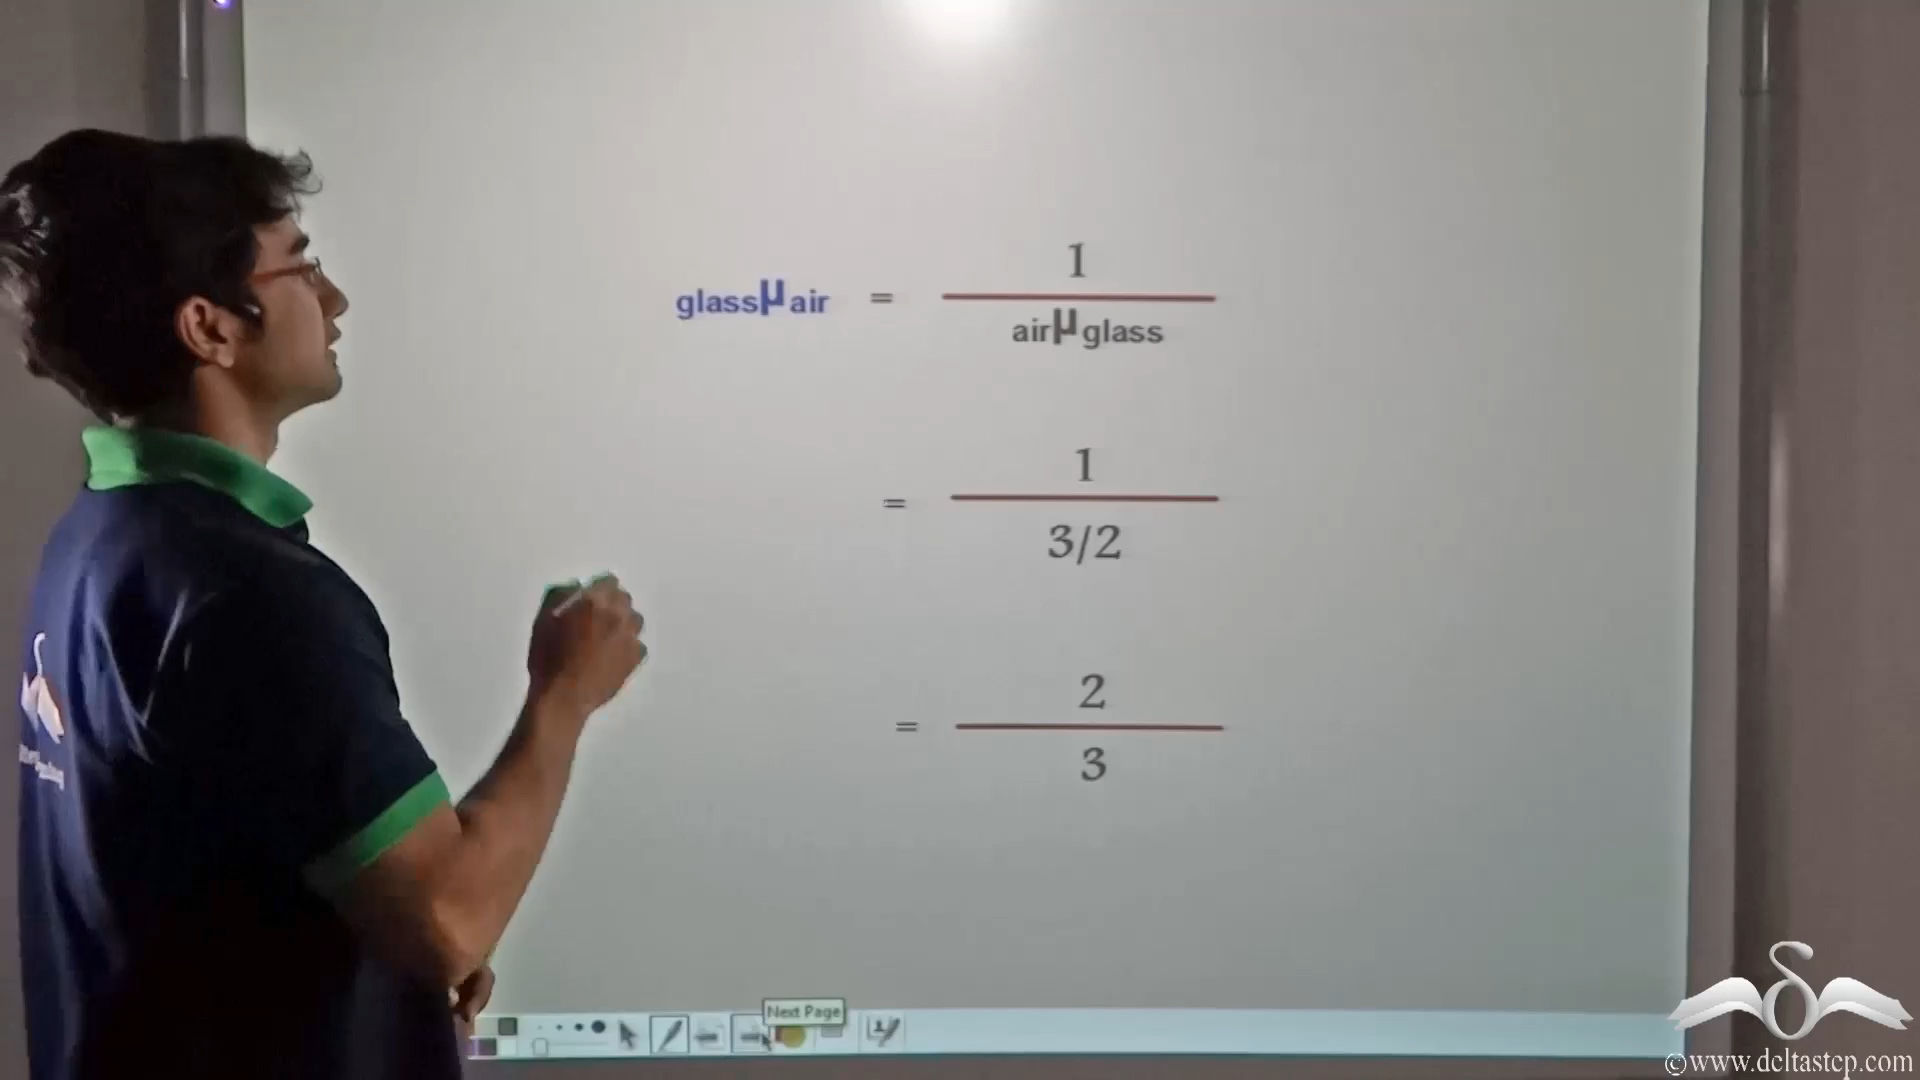 glassμair = 1
airμglass
= 1
3/2
= 2
3
Next Page
©www.deltastep.com